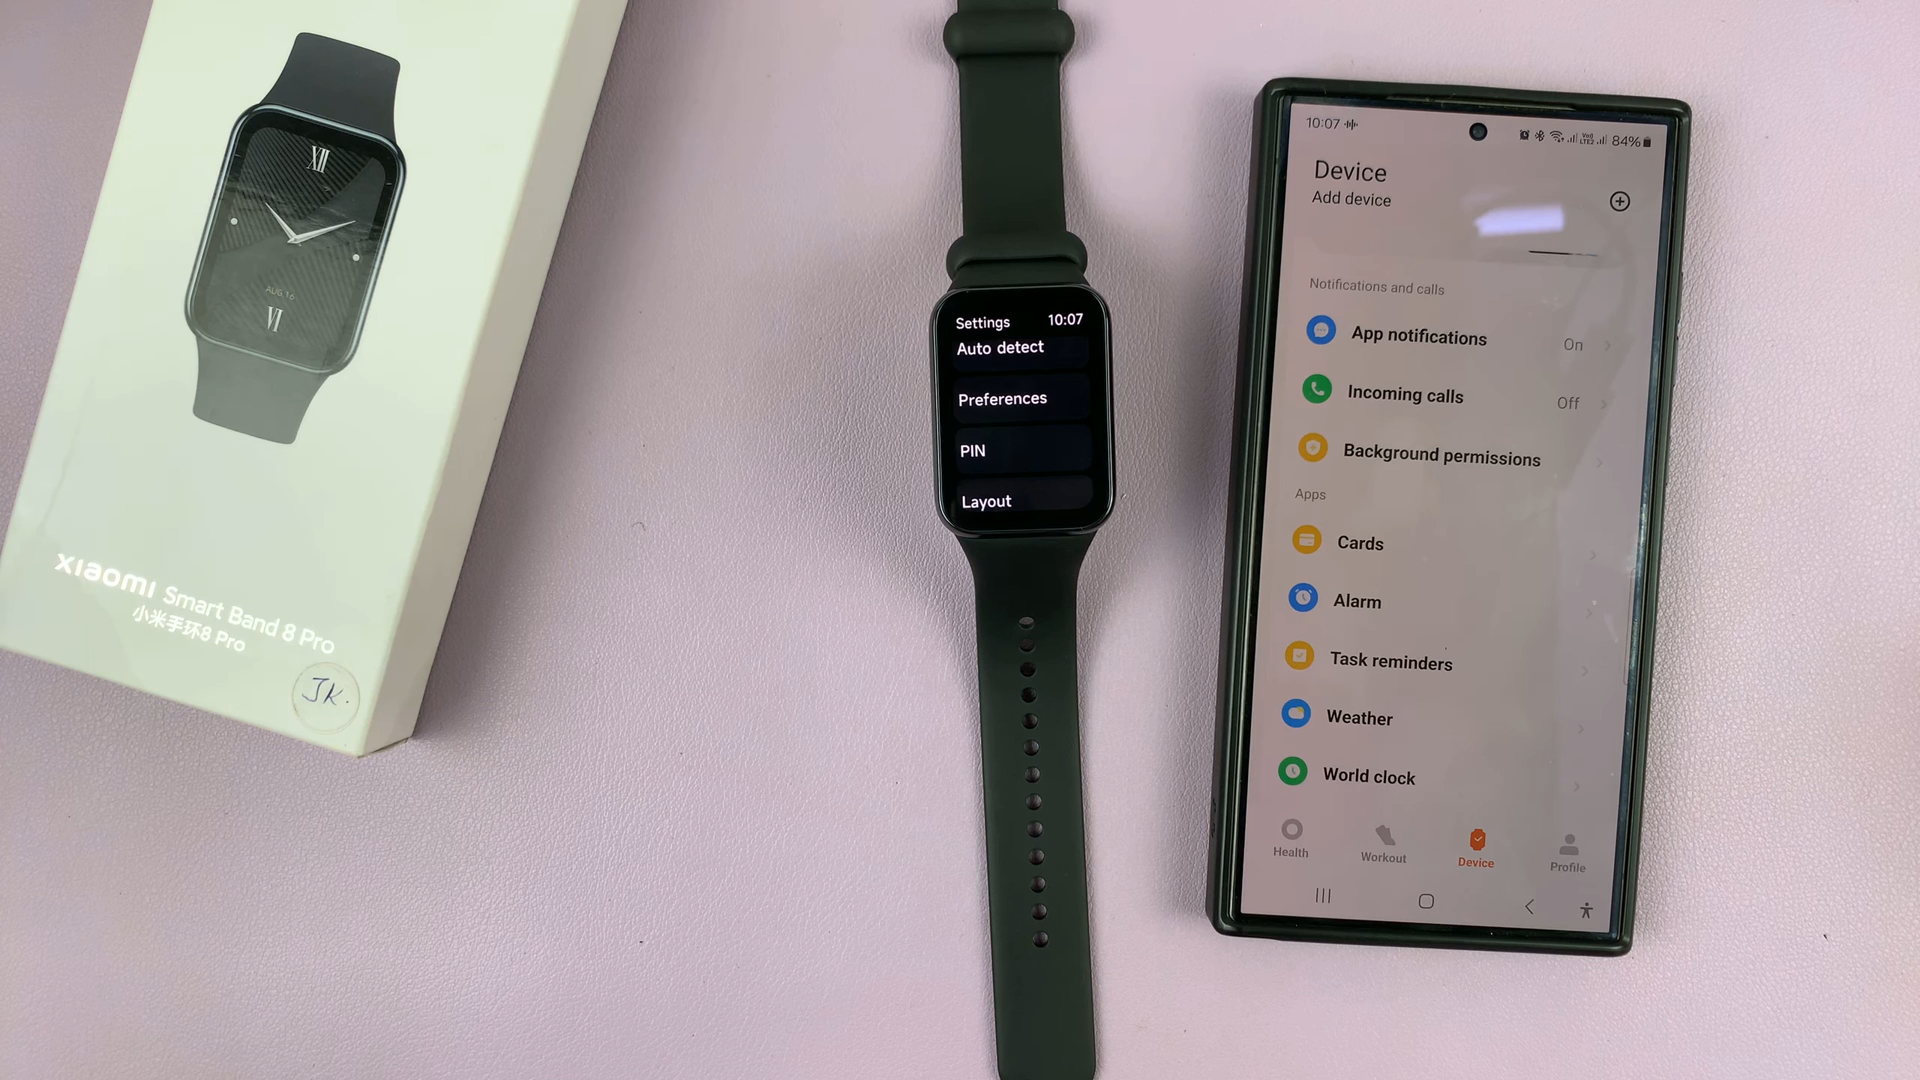 XII
AUG 16
VI
xiaomi Smart Band 8 Pro
小米手环8 Pro
JK.
Settings 10:07
Auto detect
Preferences
PIN
Layout
10:07 84%
Device
Add device
Notifications and calls
App notifications On
Incoming calls Off
Background permissions
Apps
Cards
Alarm
Task reminders
Weather
World clock
Health Workout Device Profile